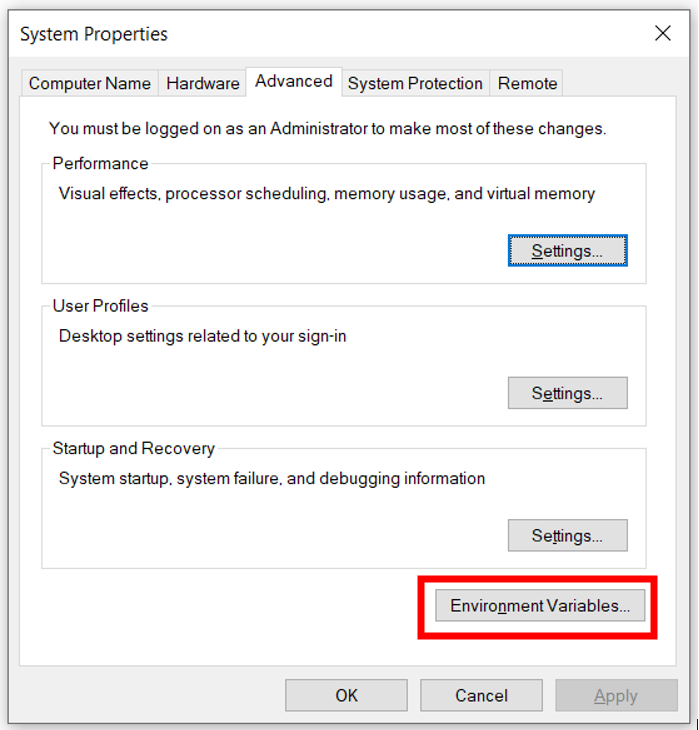 System Properties
Computer Name
Hardware
Advanced
System Protection
Remote
You must be logged on as an Administrator to make most of these changes.
Performance
Visual effects, processor scheduling, memory usage, and virtual memory
Settings...
User Profiles
Desktop settings related to your sign-in
Settings...
Startup and Recovery
System startup, system failure, and debugging information
Settings...
Environment Variables...
OK
Cancel
Apply